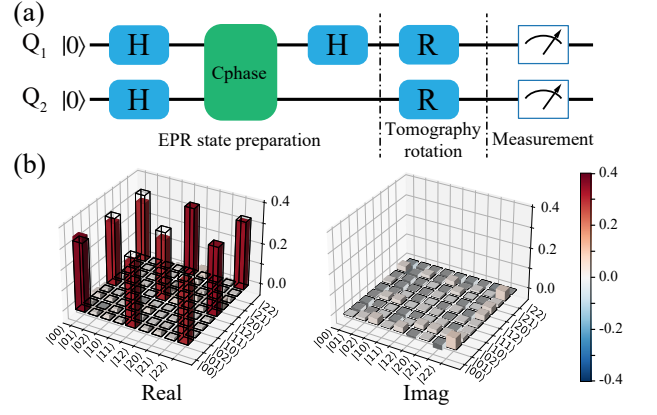 (a)
Q1 |0⟩ H Cphase H R
Q2 |0⟩ H R
EPR state preparation
Tomography rotation
Measurement
(b)
0.4
0.2
0.0
|00⟩ |01⟩ |02⟩ |10⟩ |11⟩ |12⟩ |20⟩ |21⟩ |22⟩
Real
0.4
0.2
0.0
|00⟩ |01⟩ |02⟩ |10⟩ |11⟩ |12⟩ |20⟩ |21⟩ |22⟩
Imag
0.4
0.2
0.0
-0.2
-0.4